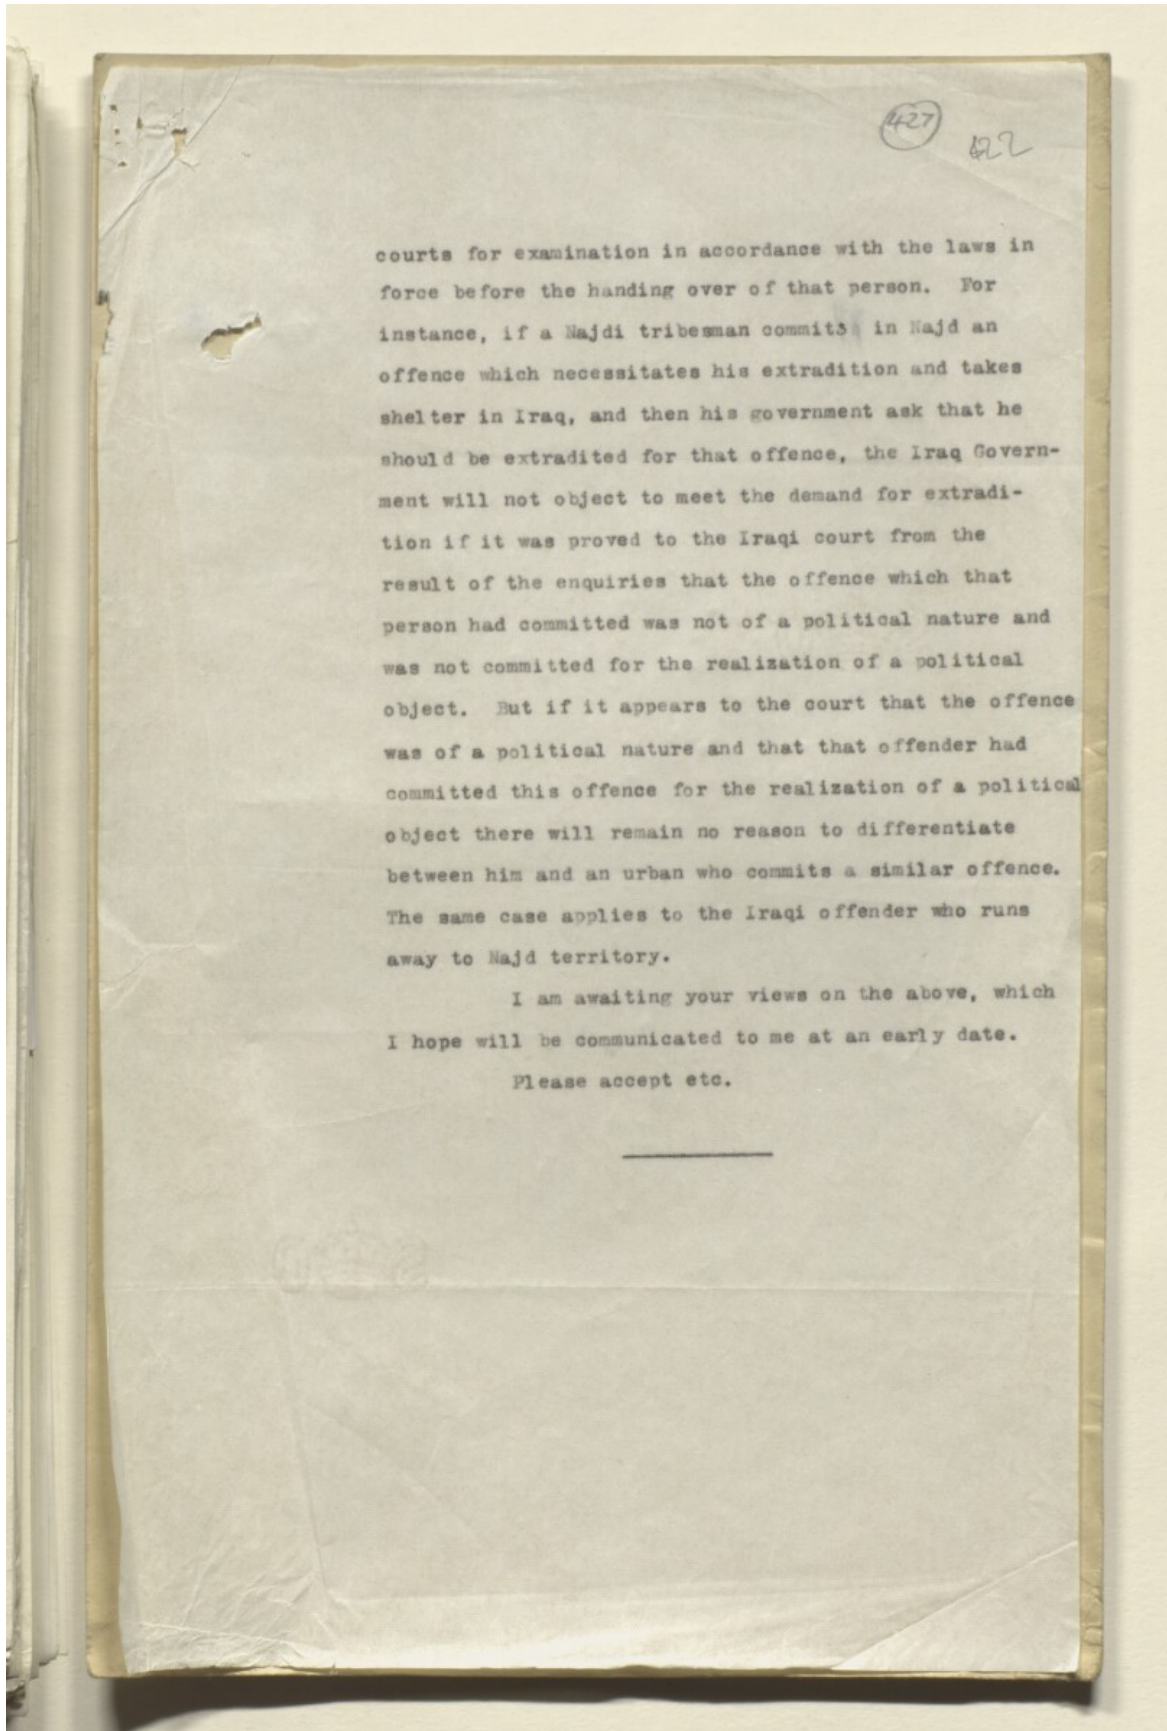 427
422
courts for examination in accordance with the laws in
force before the handing over of that person. For
instance, if a Najdi tribesman commits in Najd an
offence which necessitates his extradition and takes
shelter in Iraq, and then his government ask that he
should be extradited for that offence, the Iraq Govern-
ment will not object to meet the demand for extradi-
tion if it was proved to the Iraqi court from the
result of the enquiries that the offence which that
person had committed was not of a political nature and
was not committed for the realization of a political
object. But if it appears to the court that the offence
was of a political nature and that that offender had
committed this offence for the realization of a political
object there will remain no reason to differentiate
between him and an urban who commits a similar offence.
The same case applies to the Iraqi offender who runs
away to Najd territory.
I am awaiting your views on the above, which
I hope will be communicated to me at an early date.
Please accept etc.